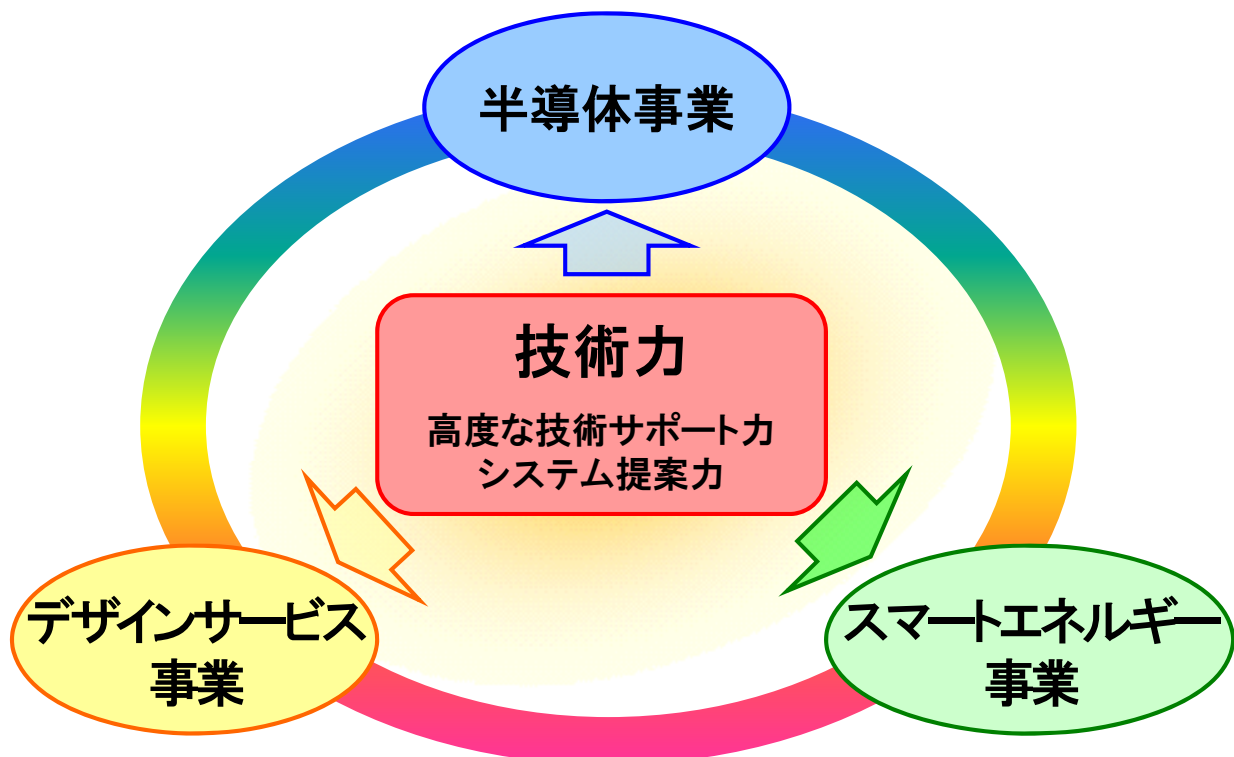 半導体事業
技術力
高度な技術サポート力
システム提案力
デザインサービス
事業
スマートエネルギー
事業